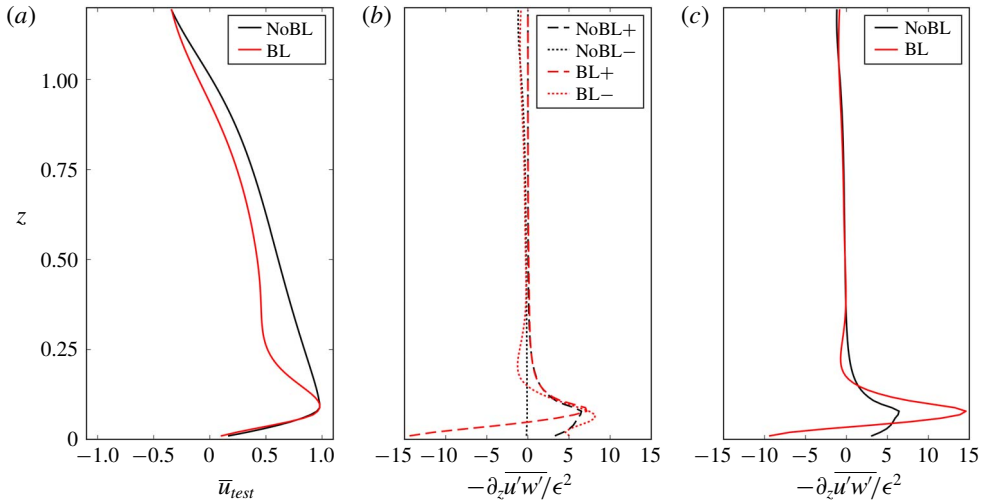 (a)
NoBL
BL
1.00
0.75
z
0.50
0.25
0
−1.0 −0.5 0 0.5 1.0
u̅_test
(b)
NoBL+
NoBL−
BL+
BL−
−15 −10 −5 0 5 10 15
−∂_z u̅'̅w̅'̅/ϵ²
(c)
NoBL
BL
−15 −10 −5 0 5 10 15
−∂_z u̅'̅w̅'̅/ϵ²